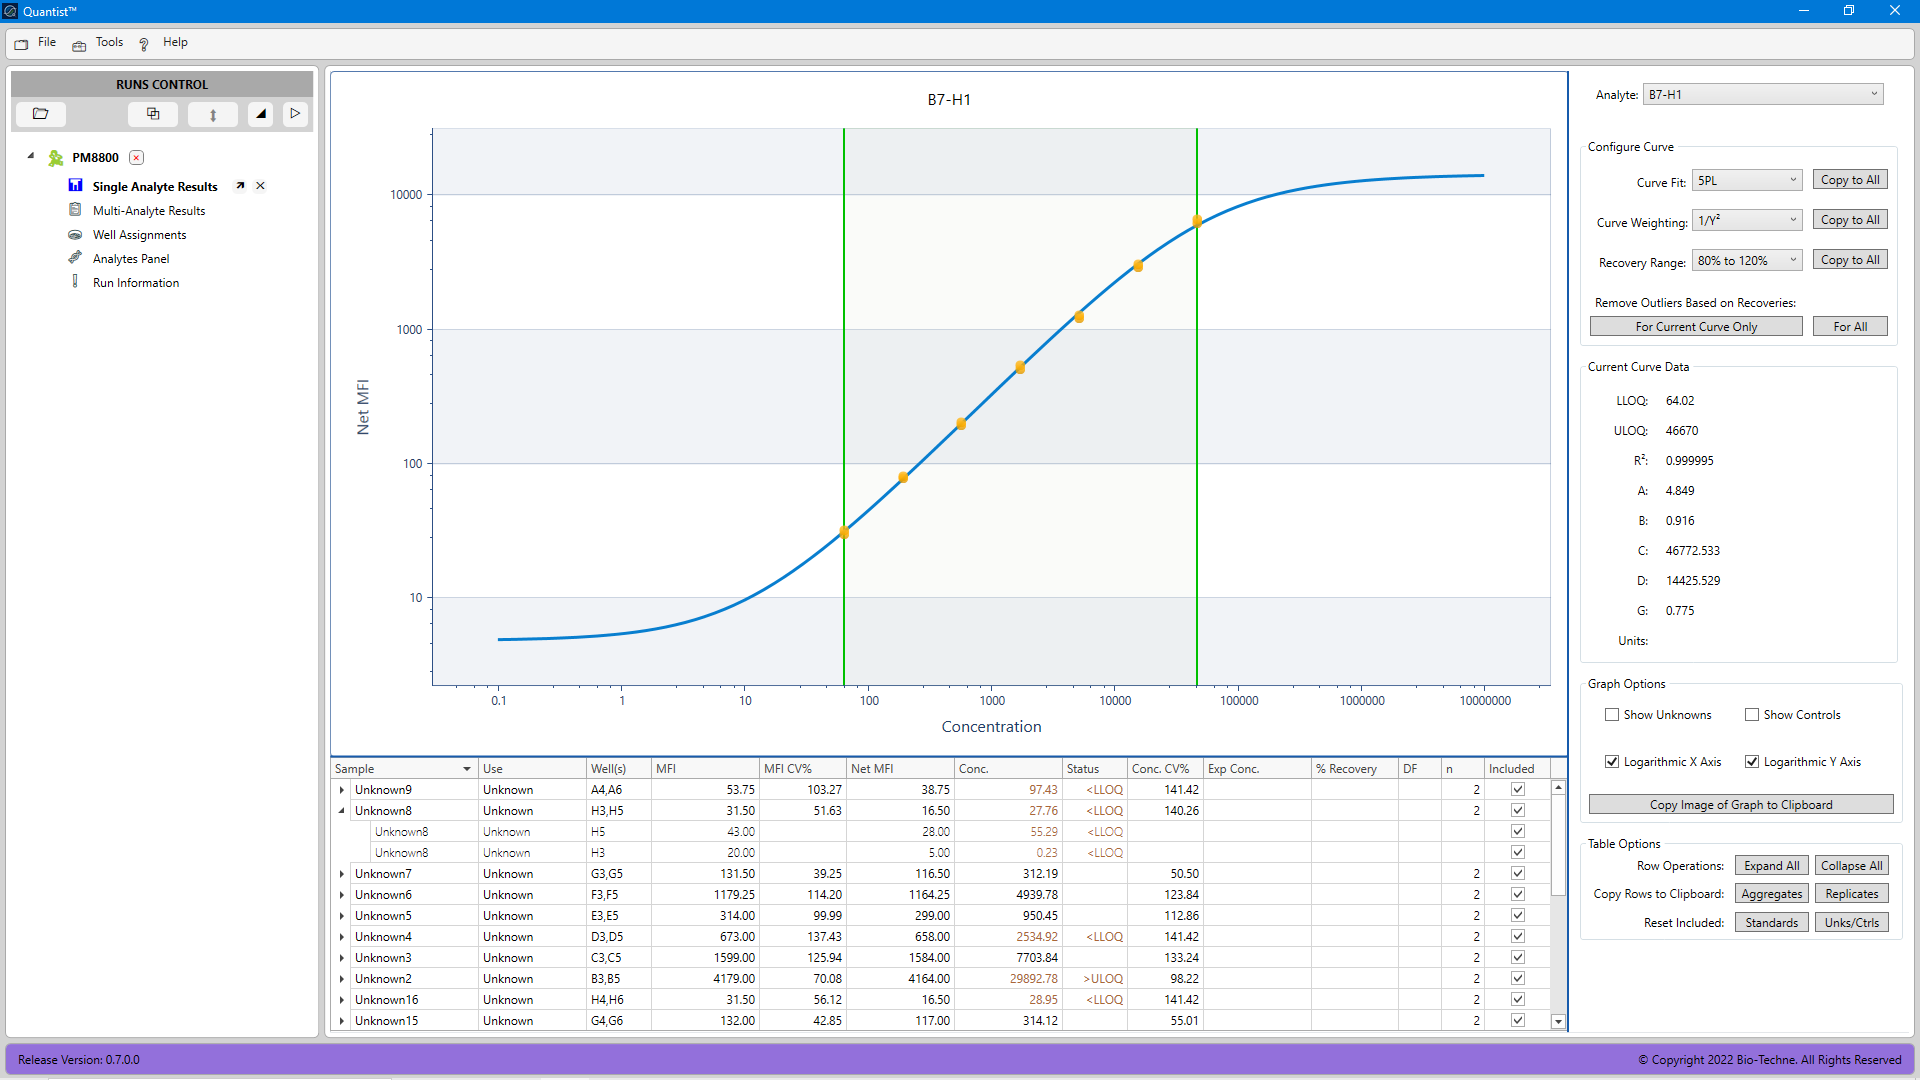 Quantist™
File Tools Help
RUNS CONTROL
PM8800
Single Analyte Results
Multi-Analyte Results
Well Assignments
Analytes Panel
Run Information
B7-H1
Net MFI
10000
1000
100
10
0.1 1 10 100 1000 10000 100000 1000000 10000000
Concentration
Sample Use Well(s) MFI MFI CV% Net MFI Conc. Status Conc. CV% Exp Conc. % Recovery DF n Included
Unknown9 Unknown A4,A6 53.75 103.27 38.75 97.43 <LLOQ 141.42 2
Unknown8 Unknown H3,H5 31.50 51.63 16.50 27.76 <LLOQ 140.26 2
Unknown8 Unknown H5 43.00 28.00 55.29 <LLOQ
Unknown8 Unknown H3 20.00 5.00 0.23 <LLOQ
Unknown7 Unknown G3,G5 131.50 39.25 116.50 312.19 50.50 2
Unknown6 Unknown F3,F5 1179.25 114.20 1164.25 4939.78 123.84 2
Unknown5 Unknown E3,E5 314.00 99.99 299.00 950.45 112.86 2
Unknown4 Unknown D3,D5 673.00 137.43 658.00 2534.92 <LLOQ 141.42 2
Unknown3 Unknown C3,C5 1599.00 125.94 1584.00 7703.84 133.24 2
Unknown2 Unknown B3,B5 4179.00 70.08 4164.00 29892.78 >ULOQ 98.22 2
Unknown16 Unknown H4,H6 31.50 56.12 16.50 28.95 <LLOQ 141.42 2
Unknown15 Unknown G4,G6 132.00 42.85 117.00 314.12 55.01 2
Analyte: B7-H1
Configure Curve
Curve Fit: 5PL Copy to All
Curve Weighting: 1/Y² Copy to All
Recovery Range: 80% to 120% Copy to All
Remove Outliers Based on Recoveries:
For Current Curve Only For All
Current Curve Data
LLOQ: 64.02
ULOQ: 46670
R²: 0.999995
A: 4.849
B: 0.916
C: 46772.533
D: 14425.529
G: 0.775
Units:
Graph Options
Show Unknowns Show Controls
Logarithmic X Axis Logarithmic Y Axis
Copy Image of Graph to Clipboard
Table Options
Row Operations: Expand All Collapse All
Copy Rows to Clipboard: Aggregates Replicates
Reset Included: Standards Unks/Ctrls
Release Version: 0.7.0.0
© Copyright 2022 Bio-Techne. All Rights Reserved